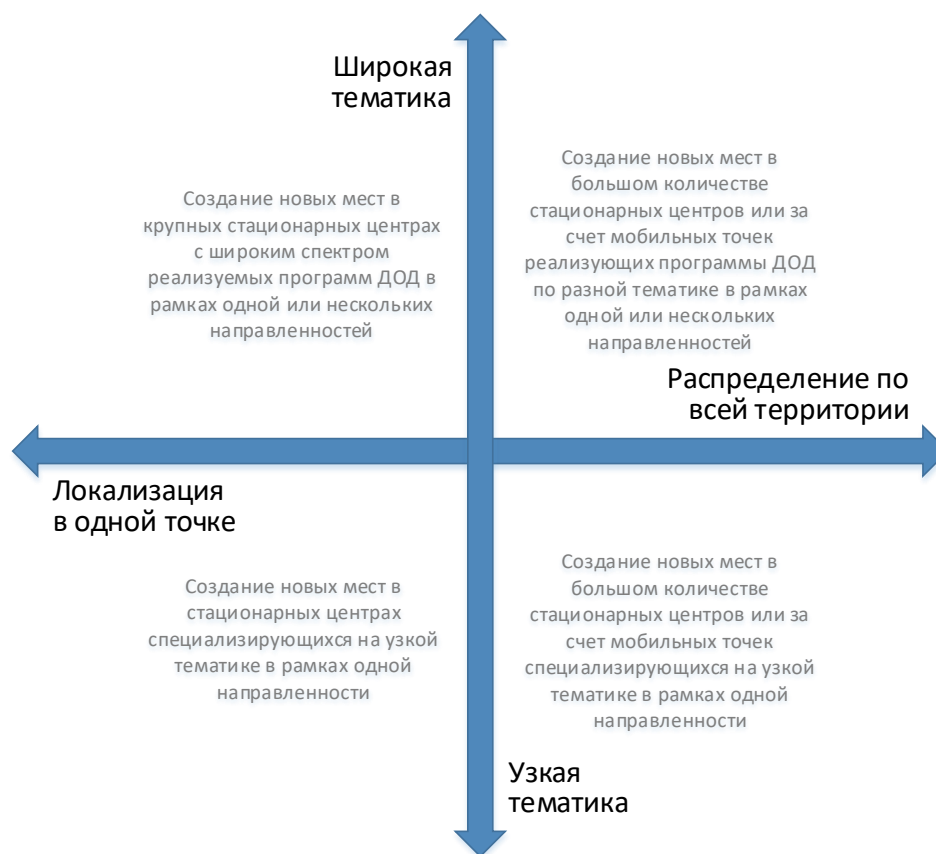 Широкая
тематика
Создание новых мест в
крупных стационарных центрах
с широким спектром
реализуемых программ ДОД в
рамках одной или нескольких
направленностей
Создание новых мест в
большом количестве
стационарных центров или за
счет мобильных точек
реализующих программы ДОД
по разной тематике в рамках
одной или нескольких
направленностей
Распределение по
всей территории
Локализация
в одной точке
Создание новых мест в
стационарных центрах
специализирующихся на узкой
тематике в рамках одной
направленности
Создание новых мест в
большом количестве
стационарных центров или за
счет мобильных точек
специализирующихся на узкой
тематике в рамках одной
направленности
Узкая
тематика